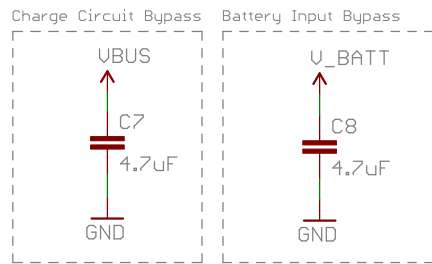 Charge Circuit Bypass
VBUS
C7
4.7uF
GND
Battery Input Bypass
V_BATT
C8
4.7uF
GND